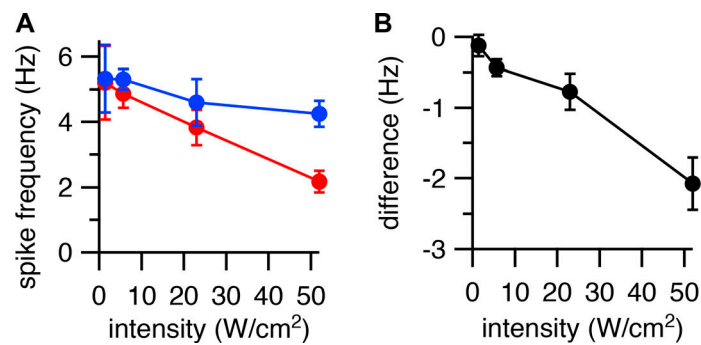 A
spike frequency (Hz)
6
4
2
0
0 10 20 30 40 50
intensity (W/cm²)
B
difference (Hz)
0
-1
-2
-3
0 10 20 30 40 50
intensity (W/cm²)